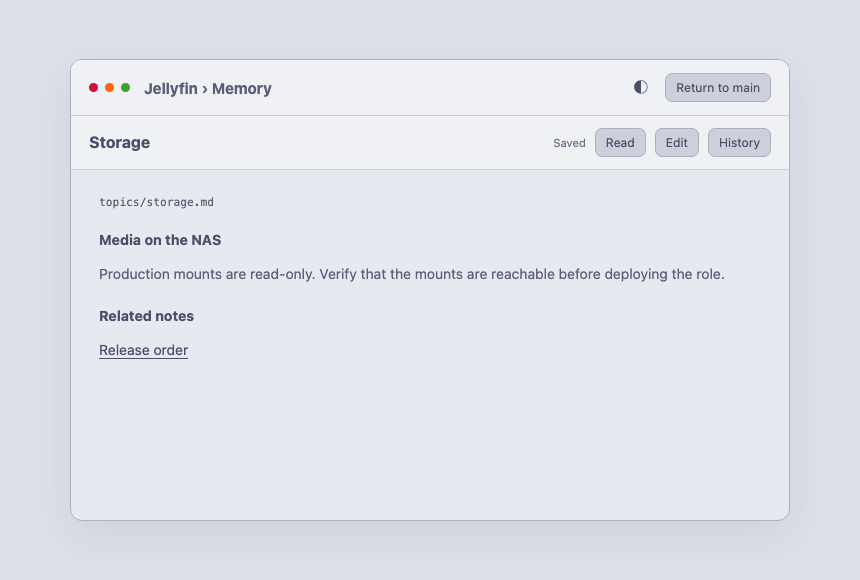 Jellyfin › Memory
Return to main
Storage
Saved
Read
Edit
History
topics/storage.md
Media on the NAS
Production mounts are read-only. Verify that the mounts are reachable before deploying the role.
Related notes
Release order